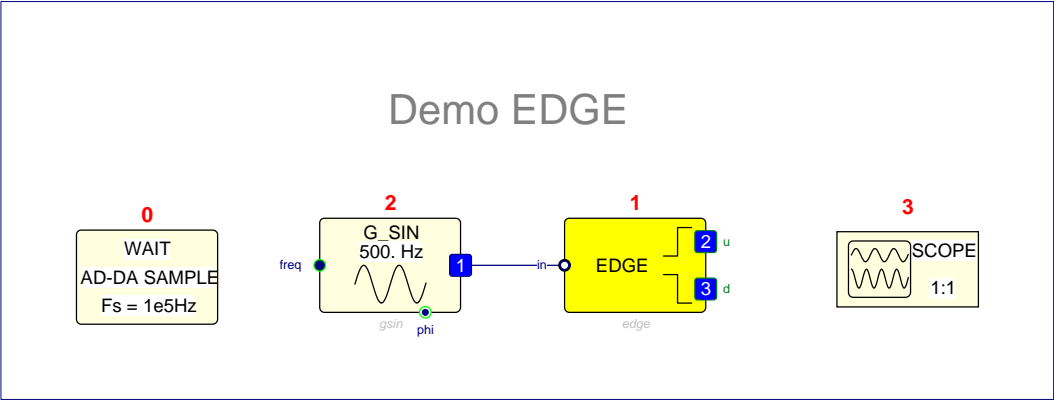 Demo EDGE
0
WAIT
AD-DA SAMPLE
Fs = 1e5Hz
2
G_SIN
500. Hz
freq
1
gsin
phi
1
in
EDGE
2 u
3 d
edge
3
SCOPE
1:1